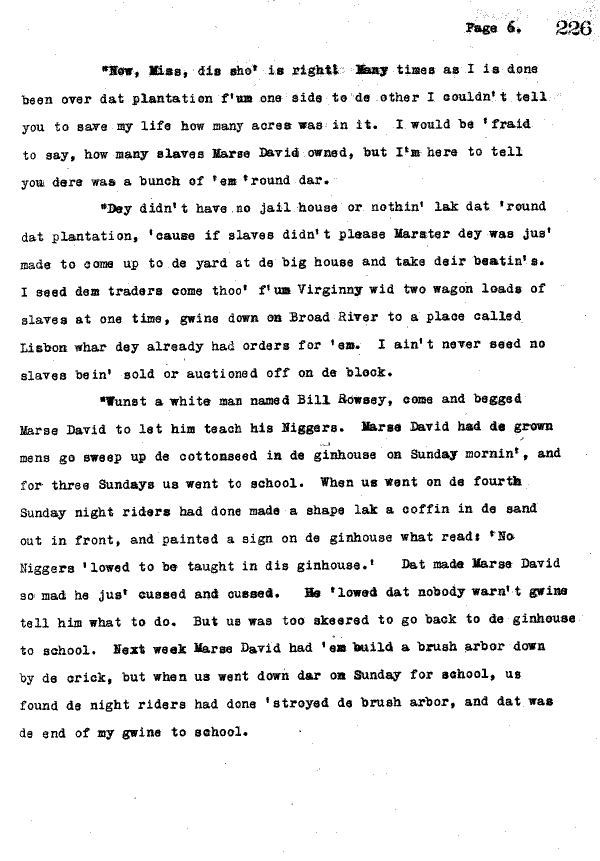 Page 6. 226
"Now, Miss, dis sho' is right! Many times as I is done
been over dat plantation f'um one side to de other I couldn't tell
you to save my life how many acres was in it. I would be 'fraid
to say, how many slaves Marse David owned, but I'm here to tell
you dere was a bunch of 'em 'round dar.
"Dey didn't have no jail house or nothin' lak dat 'round
dat plantation, 'cause if slaves didn't please Marster dey was jus'
made to come up to de yard at de big house and take deir beatin's.
I seed dem traders come thoo' f'um Virginny wid two wagon loads of
slaves at one time, gwine down on Broad River to a place called
Lisbon whar dey already had orders for 'em. I ain't never seed no
slaves bein' sold or auctioned off on de block.
"Wunst a white man named Bill Rowsey, come and begged
Marse David to let him teach his Niggers. Marse David had de grown
mens go sweep up de cottonseed in de ginhouse on Sunday mornin', and
for three Sundays us went to school. When us went on de fourth
Sunday night riders had done made a shape lak a coffin in de sand
out in front, and painted a sign on de ginhouse what read: 'No
Niggers 'lowed to be taught in dis ginhouse.' Dat made Marse David
so mad he jus' cussed and cussed. He 'lowed dat nobody warn't gwine
tell him what to do. But us was too skeered to go back to de ginhouse
to school. Next week Marse David had 'em build a brush arbor down
by de crick, but when us went down dar on Sunday for school, us
found de night riders had done 'stroyed de brush arbor, and dat was
de end of my gwine to school.